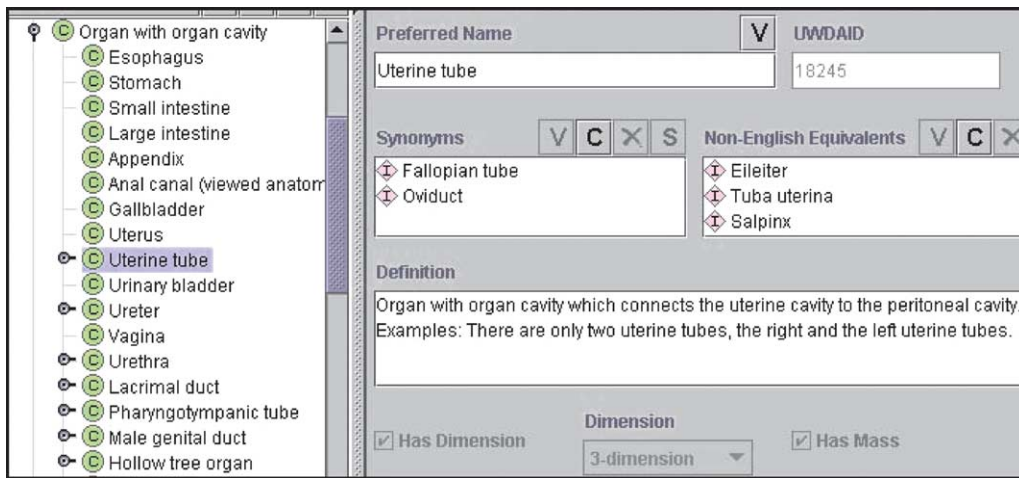 Organ with organ cavity
Esophagus
Stomach
Small intestine
Large intestine
Appendix
Anal canal (viewed anatom
Gallbladder
Uterus
Uterine tube
Urinary bladder
Ureter
Vagina
Urethra
Lacrimal duct
Pharyngotympanic tube
Male genital duct
Hollow tree organ
Preferred Name V UWDAID
Uterine tube 18245
Synonyms V C X S Non-English Equivalents V C X
Fallopian tube
Oviduct
Eileiter
Tuba uterina
Salpinx
Definition
Organ with organ cavity which connects the uterine cavity to the peritoneal cavity.
Examples: There are only two uterine tubes, the right and the left uterine tubes.
Has Dimension
Dimension
3-dimension
Has Mass